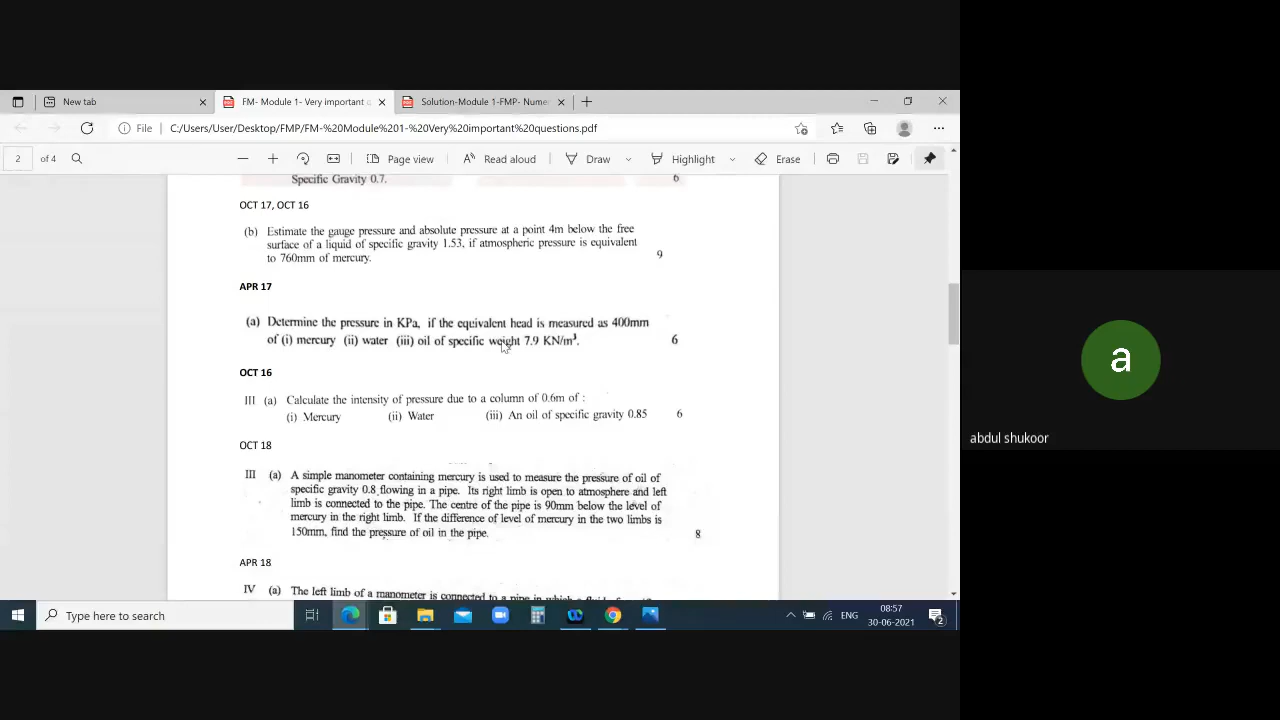 New tab
FM- Module 1- Very important
Solution-Module 1-FMP- Nume
File
C:/Users/User/Desktop/FMP/FM-%20Module%201-%20Very%20important%20questions.pdf
2 of 4
Page view
Read aloud
Draw
Highlight
Erase
Specific Gravity 0.7. 6
OCT 17, OCT 16
(b) Estimate the gauge pressure and absolute pressure at a point 4m below the free
surface of a liquid of specific gravity 1.53, if atmospheric pressure is equivalent
to 760mm of mercury. 9
APR 17
(a) Determine the pressure in KPa, if the equivalent head is measured as 400mm
of (i) mercury (ii) water (iii) oil of specific weight 7.9 KN/m³. 6
OCT 16
III (a) Calculate the intensity of pressure due to a column of 0.6m of :
(i) Mercury (ii) Water (iii) An oil of specific gravity 0.85 6
OCT 18
III (a) A simple manometer containing mercury is used to measure the pressure of oil of
specific gravity 0.8 flowing in a pipe. Its right limb is open to atmosphere and left
limb is connected to the pipe. The centre of the pipe is 90mm below the level of
mercury in the right limb. If the difference of level of mercury in the two limbs is
150mm, find the pressure of oil in the pipe. 8
APR 18
IV (a) The left limb of a manometer is connected to a pipe in which a fluid of
Type here to search
ENG
08:57
30-06-2021
2
a
abdul shukoor